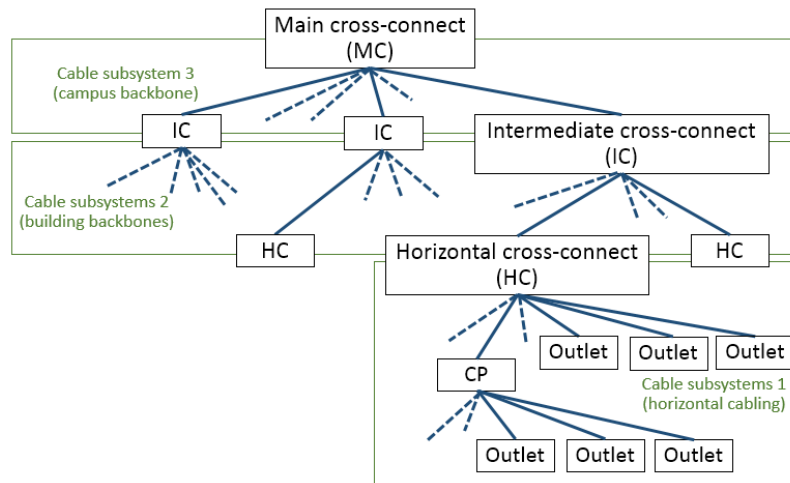 Main cross-connect
(MC)
Cable subsystem 3
(campus backbone)
IC
IC
Intermediate cross-connect
(IC)
Cable subsystems 2
(building backbones)
HC
Horizontal cross-connect
(HC)
HC
Outlet
Outlet
Outlet
CP
Cable subsystems 1
(horizontal cabling)
Outlet
Outlet
Outlet